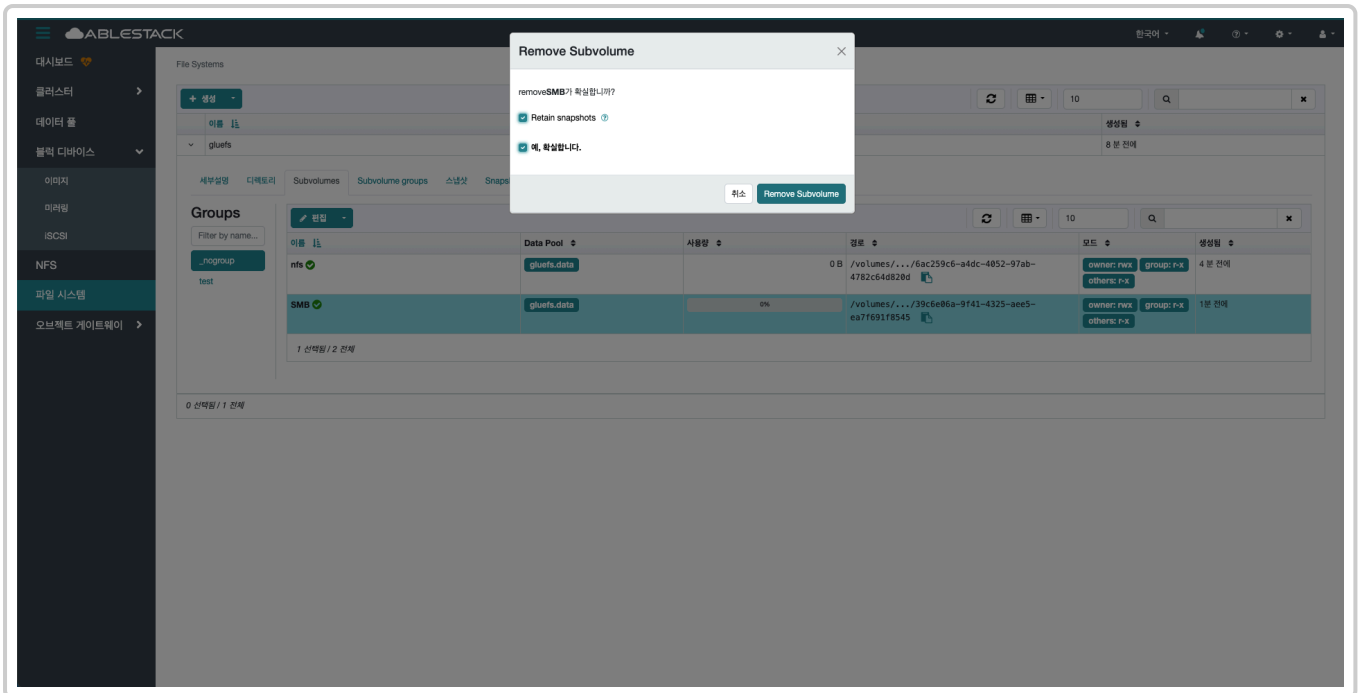 ABLESTACK
한국어
대시보드
클러스터
데이터 풀
블럭 디바이스
이미지
미러링
iSCSI
NFS
파일 시스템
오브젝트 게이트웨이
File Systems
+ 생성
10
이름
생성됨
gluefs
8 분 전에
세부설명 디렉토리 Subvolumes Subvolume groups 스냅샷
Groups
Filter by name...
_nogroup
test
편집
10
이름 Data Pool 사용량 경로 모드 생성됨
nfs gluefs.data 0 B /volumes/.../6ac259c6-a4dc-4052-97ab-
4782c64d820d
owner: rwx group: r-x
others: r-x
4 분 전에
SMB gluefs.data 0% /volumes/.../39c6e06a-9f41-4325-aee5-
ea7f691f8545
owner: rwx group: r-x
others: r-x
1분 전에
1 선택됨 / 2 전체
0 선택됨 / 1 전체
Remove Subvolume
removeSMB가 확실합니까?
Retain snapshots
예, 확실합니다.
취소 Remove Subvolume